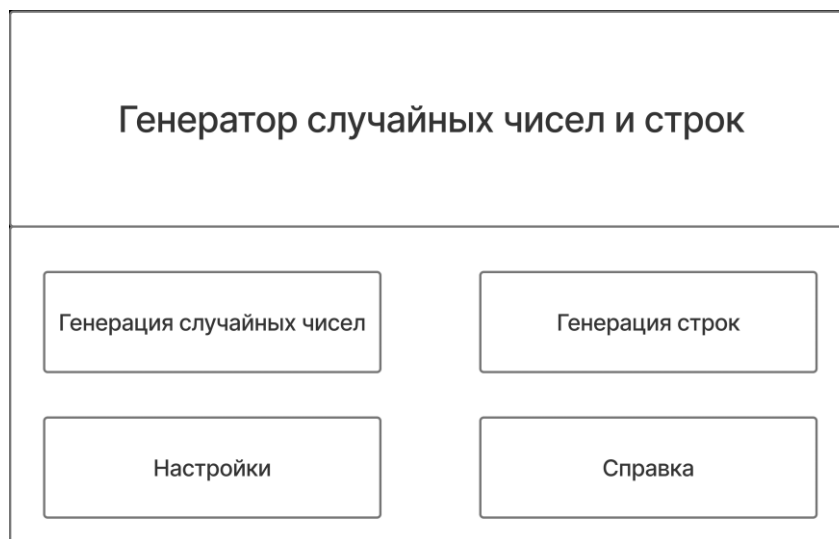 Генератор случайных чисел и строк
Генерация случайных чисел
Генерация строк
Настройки
Справка